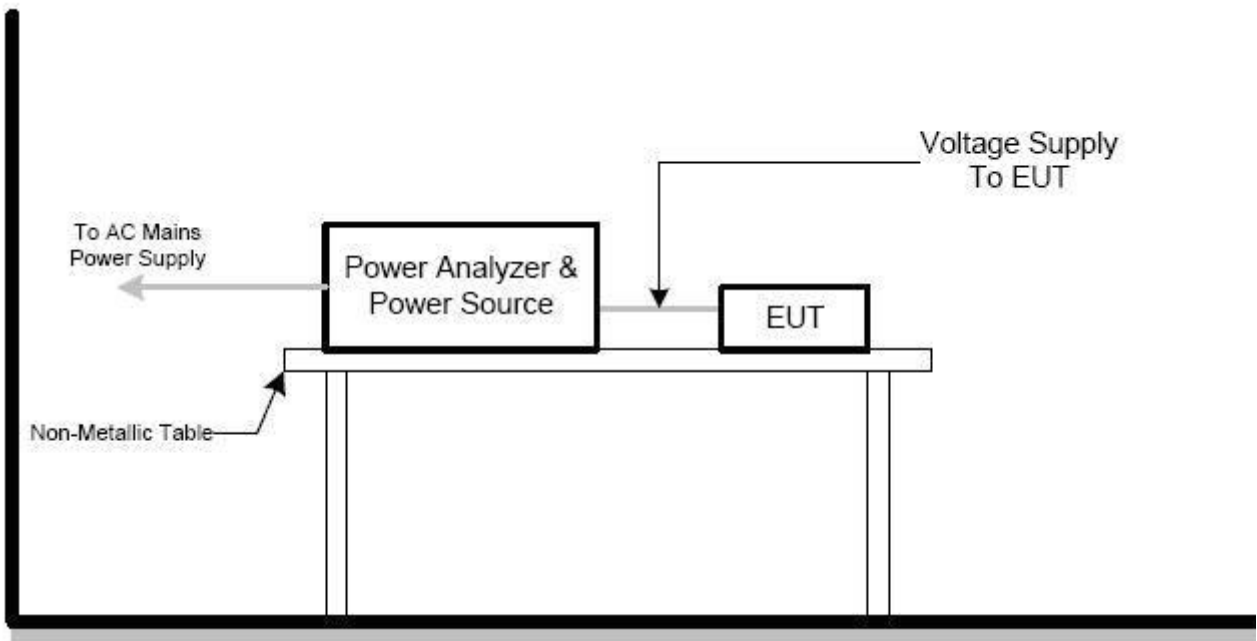 Voltage Supply
To EUT
To AC Mains
Power Supply
Power Analyzer &
Power Source
EUT
Non-Metallic Table